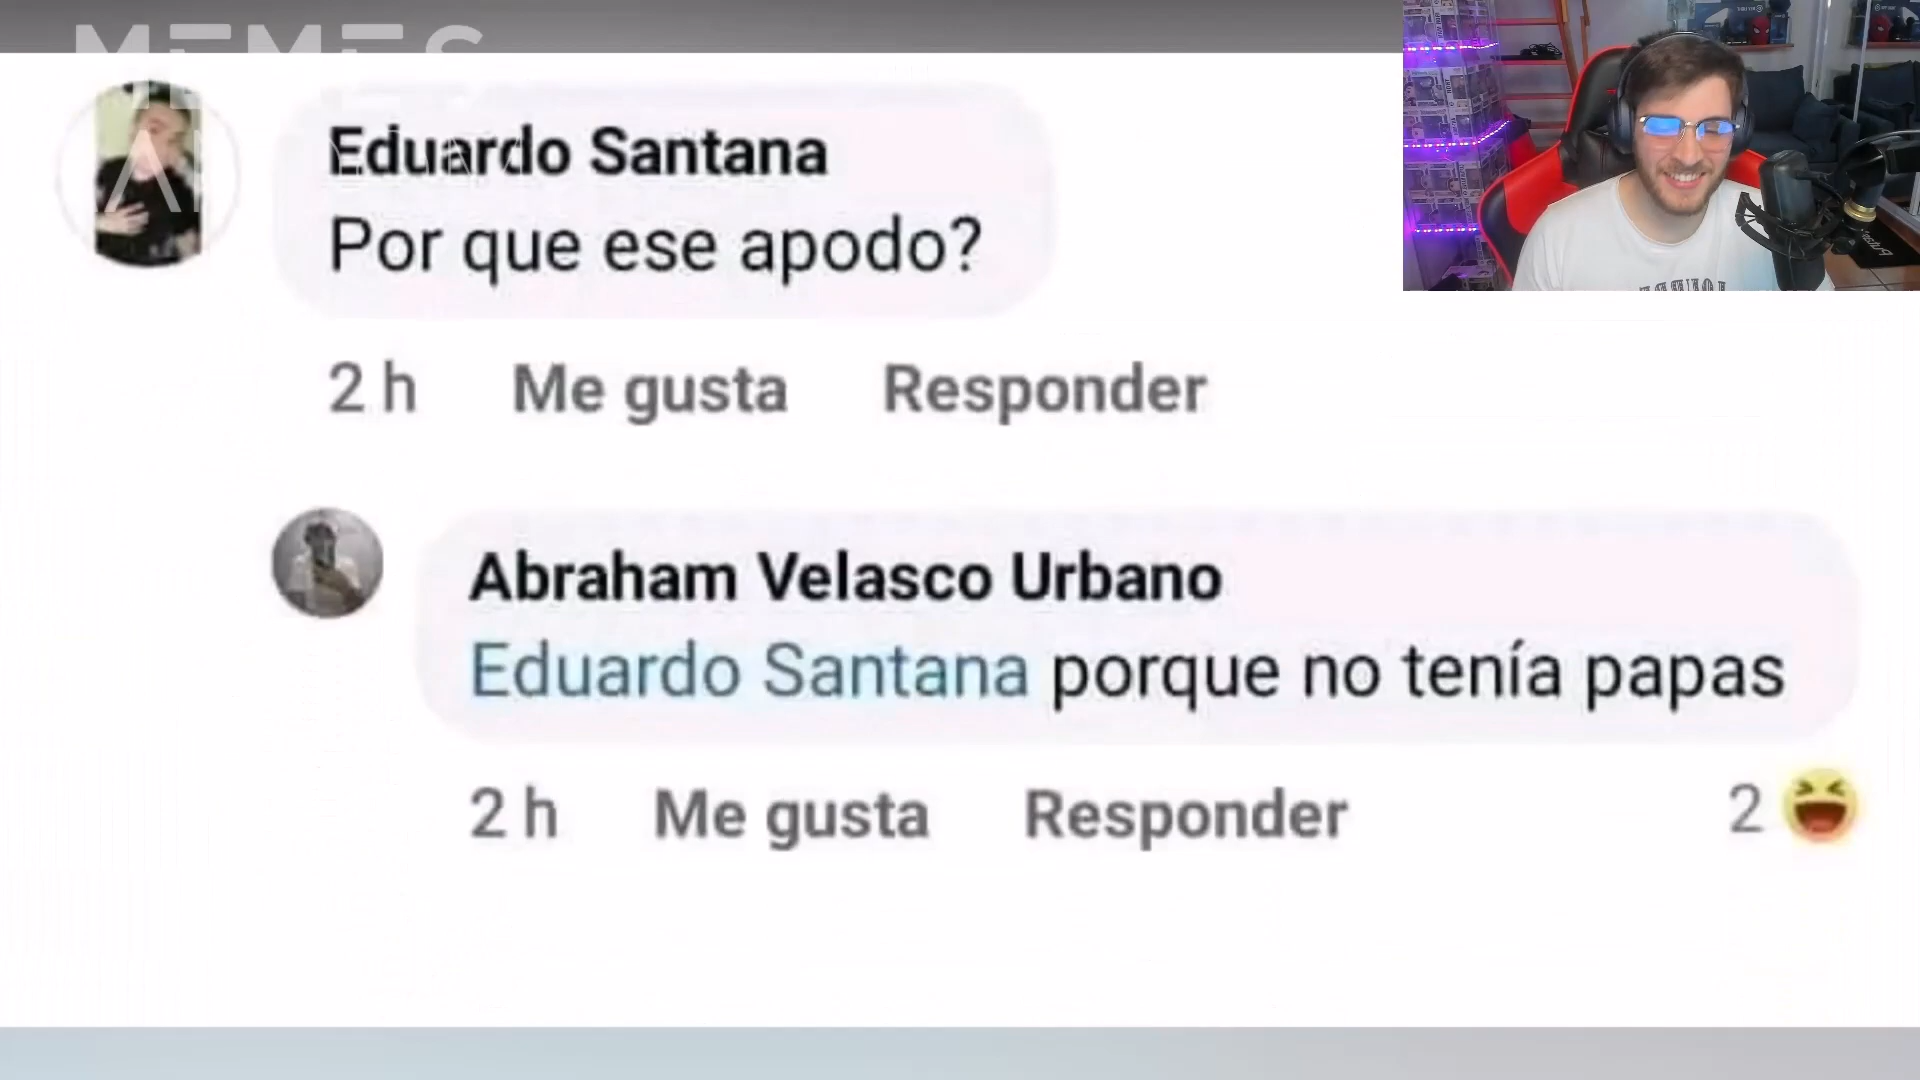 MEMES
Eduardo Santana
Por que ese apodo?
2 h Me gusta Responder
Abraham Velasco Urbano
Eduardo Santana porque no tenía papas
2 h Me gusta Responder 2